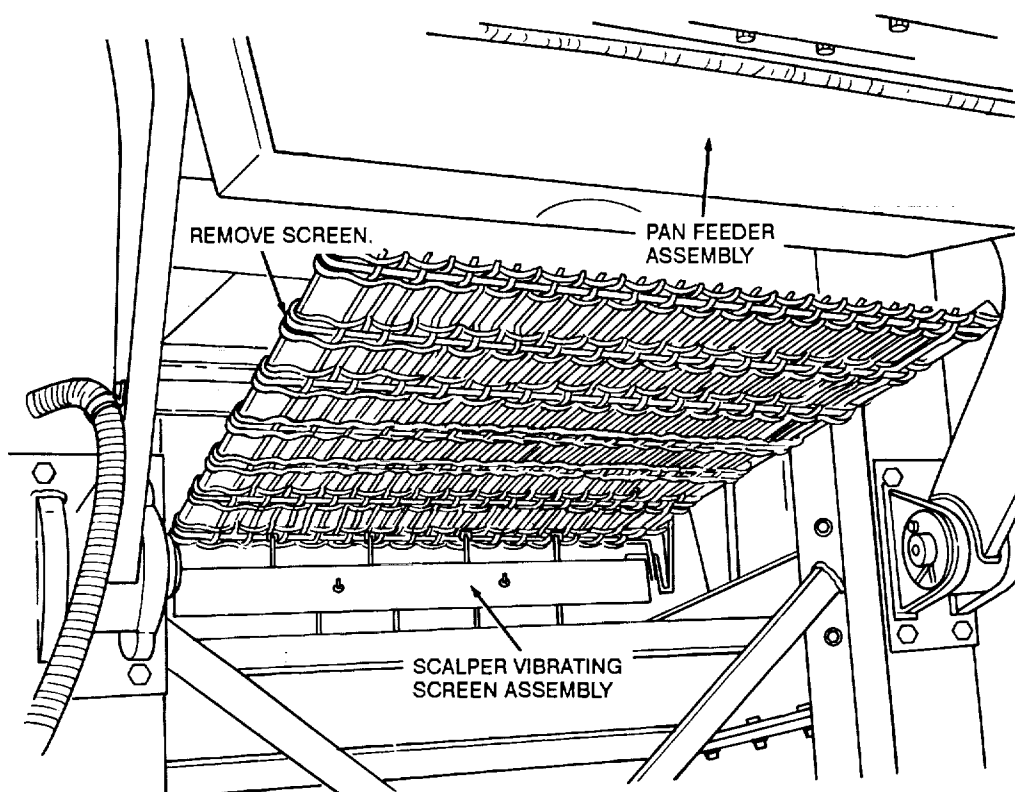 REMOVE SCREEN.
PAN FEEDER
ASSEMBLY
SCALPER VIBRATING
SCREEN ASSEMBLY